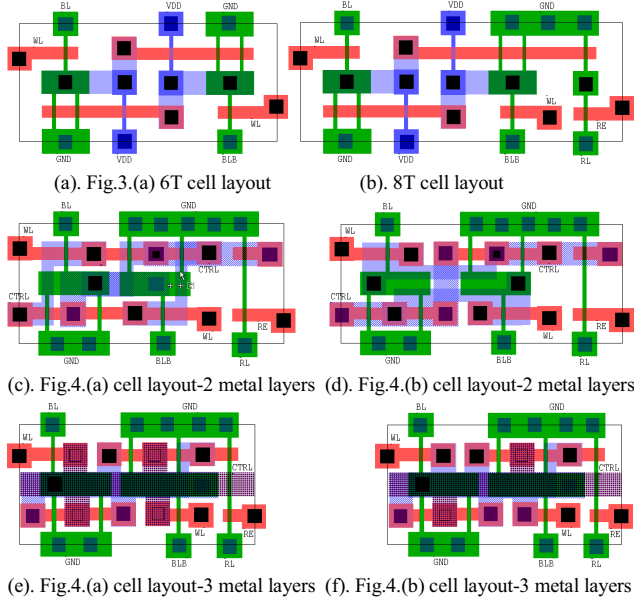 BL VDD GND
WL
WL
GND VDD BLB
BL VDD GND
WL RE
GND VDD BLB RL
(a). Fig.3.(a) 6T cell layout
(b). 8T cell layout
BL GND
WL CTRL
CTRL
WL RE
GND BLB RL
BL GND
WL CTRL
CTRL
WL RE
GND BLB RL
(c). Fig.4.(a) cell layout-2 metal layers
(d). Fig.4.(b) cell layout-2 metal layers
BL GND
WL
CTRL
WL RE
GND BLB RL
BL GND
WL
CTRL
WL RE
GND BLB RL
(e). Fig.4.(a) cell layout-3 metal layers
(f). Fig.4.(b) cell layout-3 metal layers